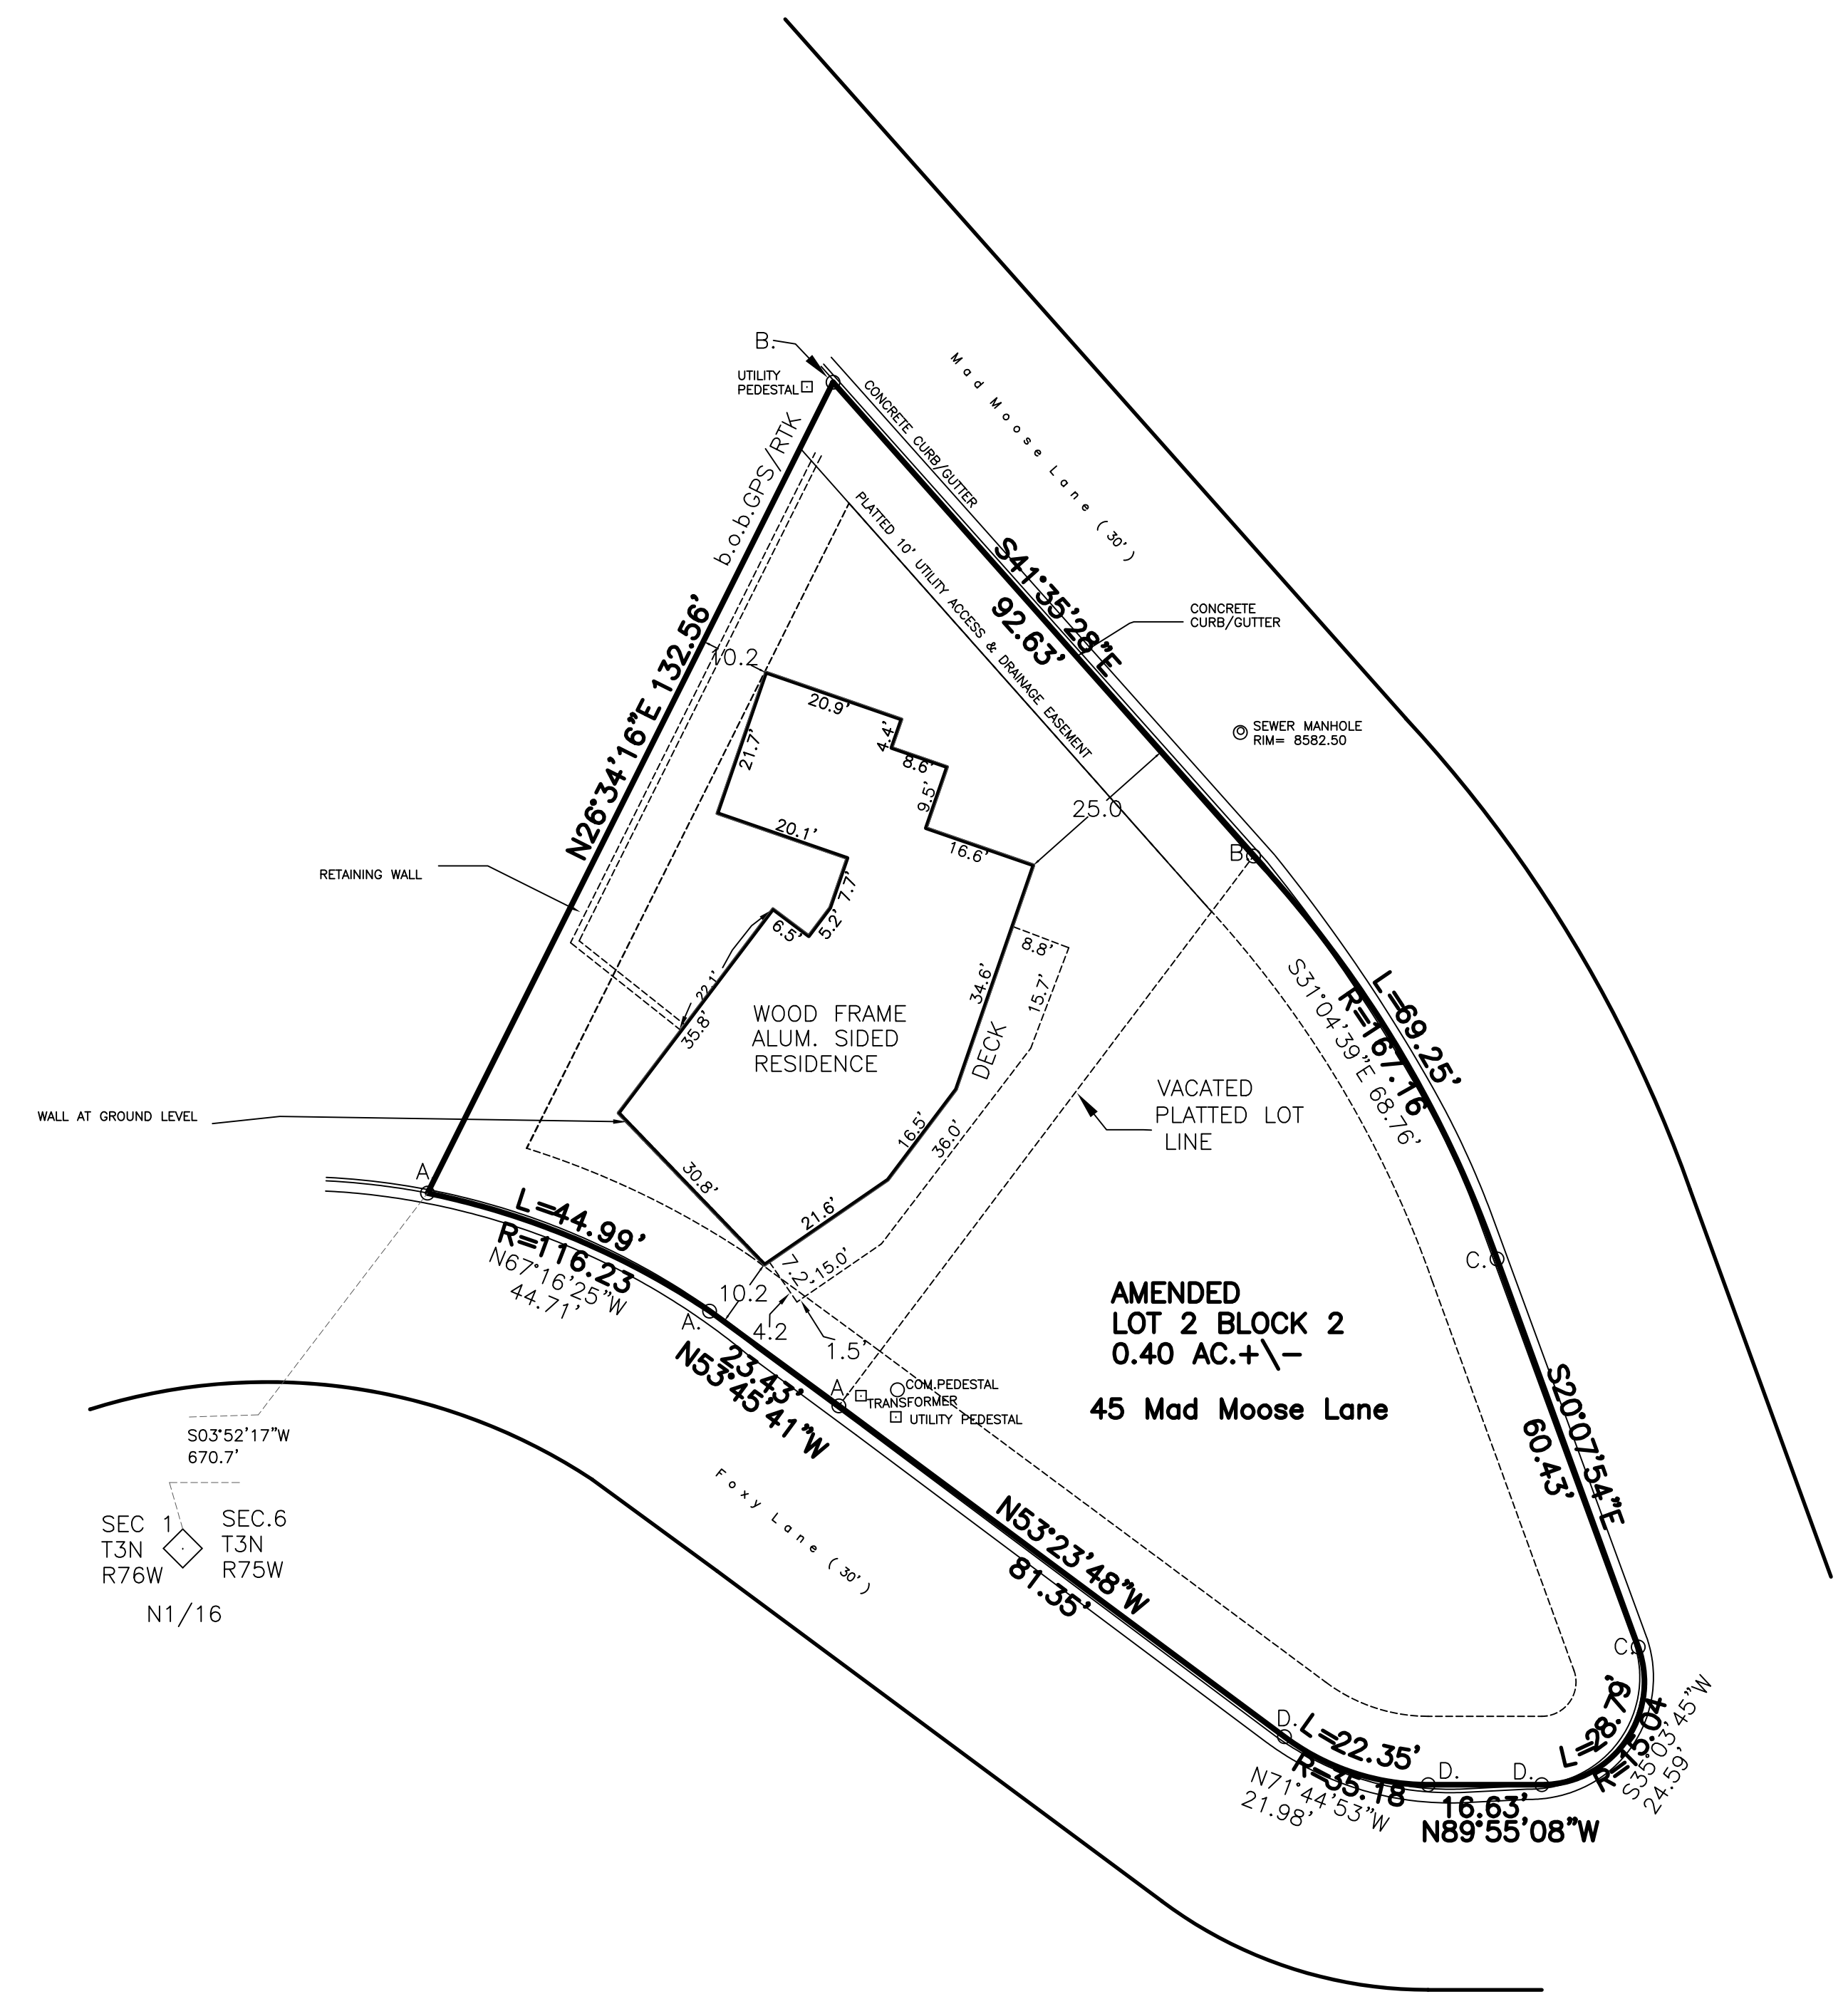 B.
UTILITY
PEDESTAL
Mad Moose Lane (30')
CONCRETE CURB/GUTTER
b.o.b.GPS/RTK
PLATTED 10' UTILITY ACCESS & DRAINAGE EASEMENT
S41°35'28"E
92.63'
CONCRETE
CURB/GUTTER
N26°34'16"E 132.56'
10.2
20.9'
4.4'
8.6'
9.5'
16.6'
21.7'
20.1'
7.7'
5.2'
6.5'
22.1'
35.8'
SEWER MANHOLE
RIM= 8582.50
25.0
B
RETAINING WALL
8.8'
15.7'
34.6'
DECK
WOOD FRAME
ALUM. SIDED
RESIDENCE
L=69.25'
R=167.16
S31°04'39"E 68.76'
VACATED
PLATTED LOT
LINE
WALL AT GROUND LEVEL
16.5'
36.0'
30.8'
21.6'
A
L=44.99'
R=116.23
N67°16'25"W
44.71'
7.2'
15.0'
10.2
4.2
1.5'
A.
C.
AMENDED
LOT 2 BLOCK 2
0.40 AC.+\-
45 Mad Moose Lane
23.43'
N53°45'41"W
A
COM.PEDESTAL
TRANSFORMER
UTILITY PEDESTAL
S20°07'54"E
60.43'
S03°52'17"W
670.7'
Foxy Lane (30')
N53°23'48"W
81.35'
SEC 1
T3N
R76W
SEC.6
T3N
R75W
N1/16
C.
D.
L=22.35'
R=35.18
N71°44'53"W
21.98'
D.
D.
16.63'
N89°55'08"W
L=28.79'
R=15.04
S35°03'45"W
24.59'